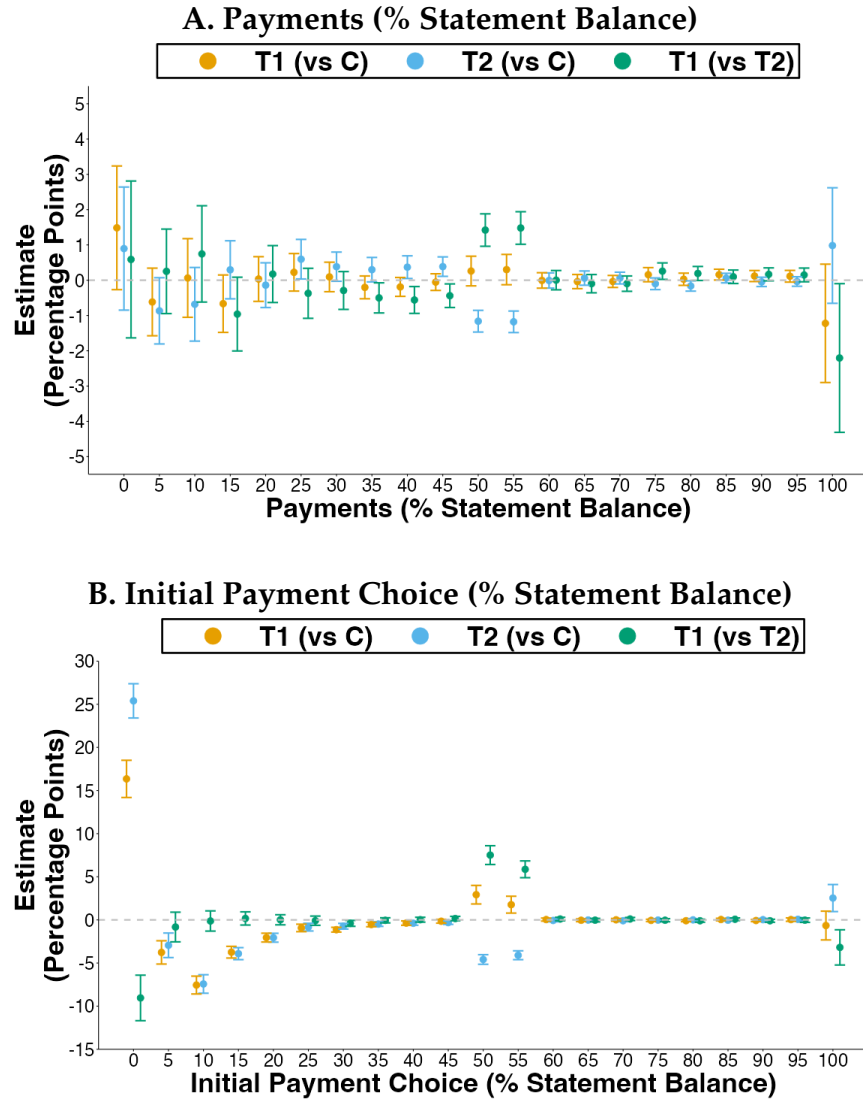 A. Payments (% Statement Balance)
T1 (vs C) T2 (vs C) T1 (vs T2)
Estimate
(Percentage Points)
5
4
3
2
1
0
-1
-2
-3
-4
-5
0 5 10 15 20 25 30 35 40 45 50 55 60 65 70 75 80 85 90 95 100
Payments (% Statement Balance)
B. Initial Payment Choice (% Statement Balance)
T1 (vs C) T2 (vs C) T1 (vs T2)
Estimate
(Percentage Points)
30
25
20
15
10
5
0
-5
-10
-15
0 5 10 15 20 25 30 35 40 45 50 55 60 65 70 75 80 85 90 95 100
Initial Payment Choice (% Statement Balance)